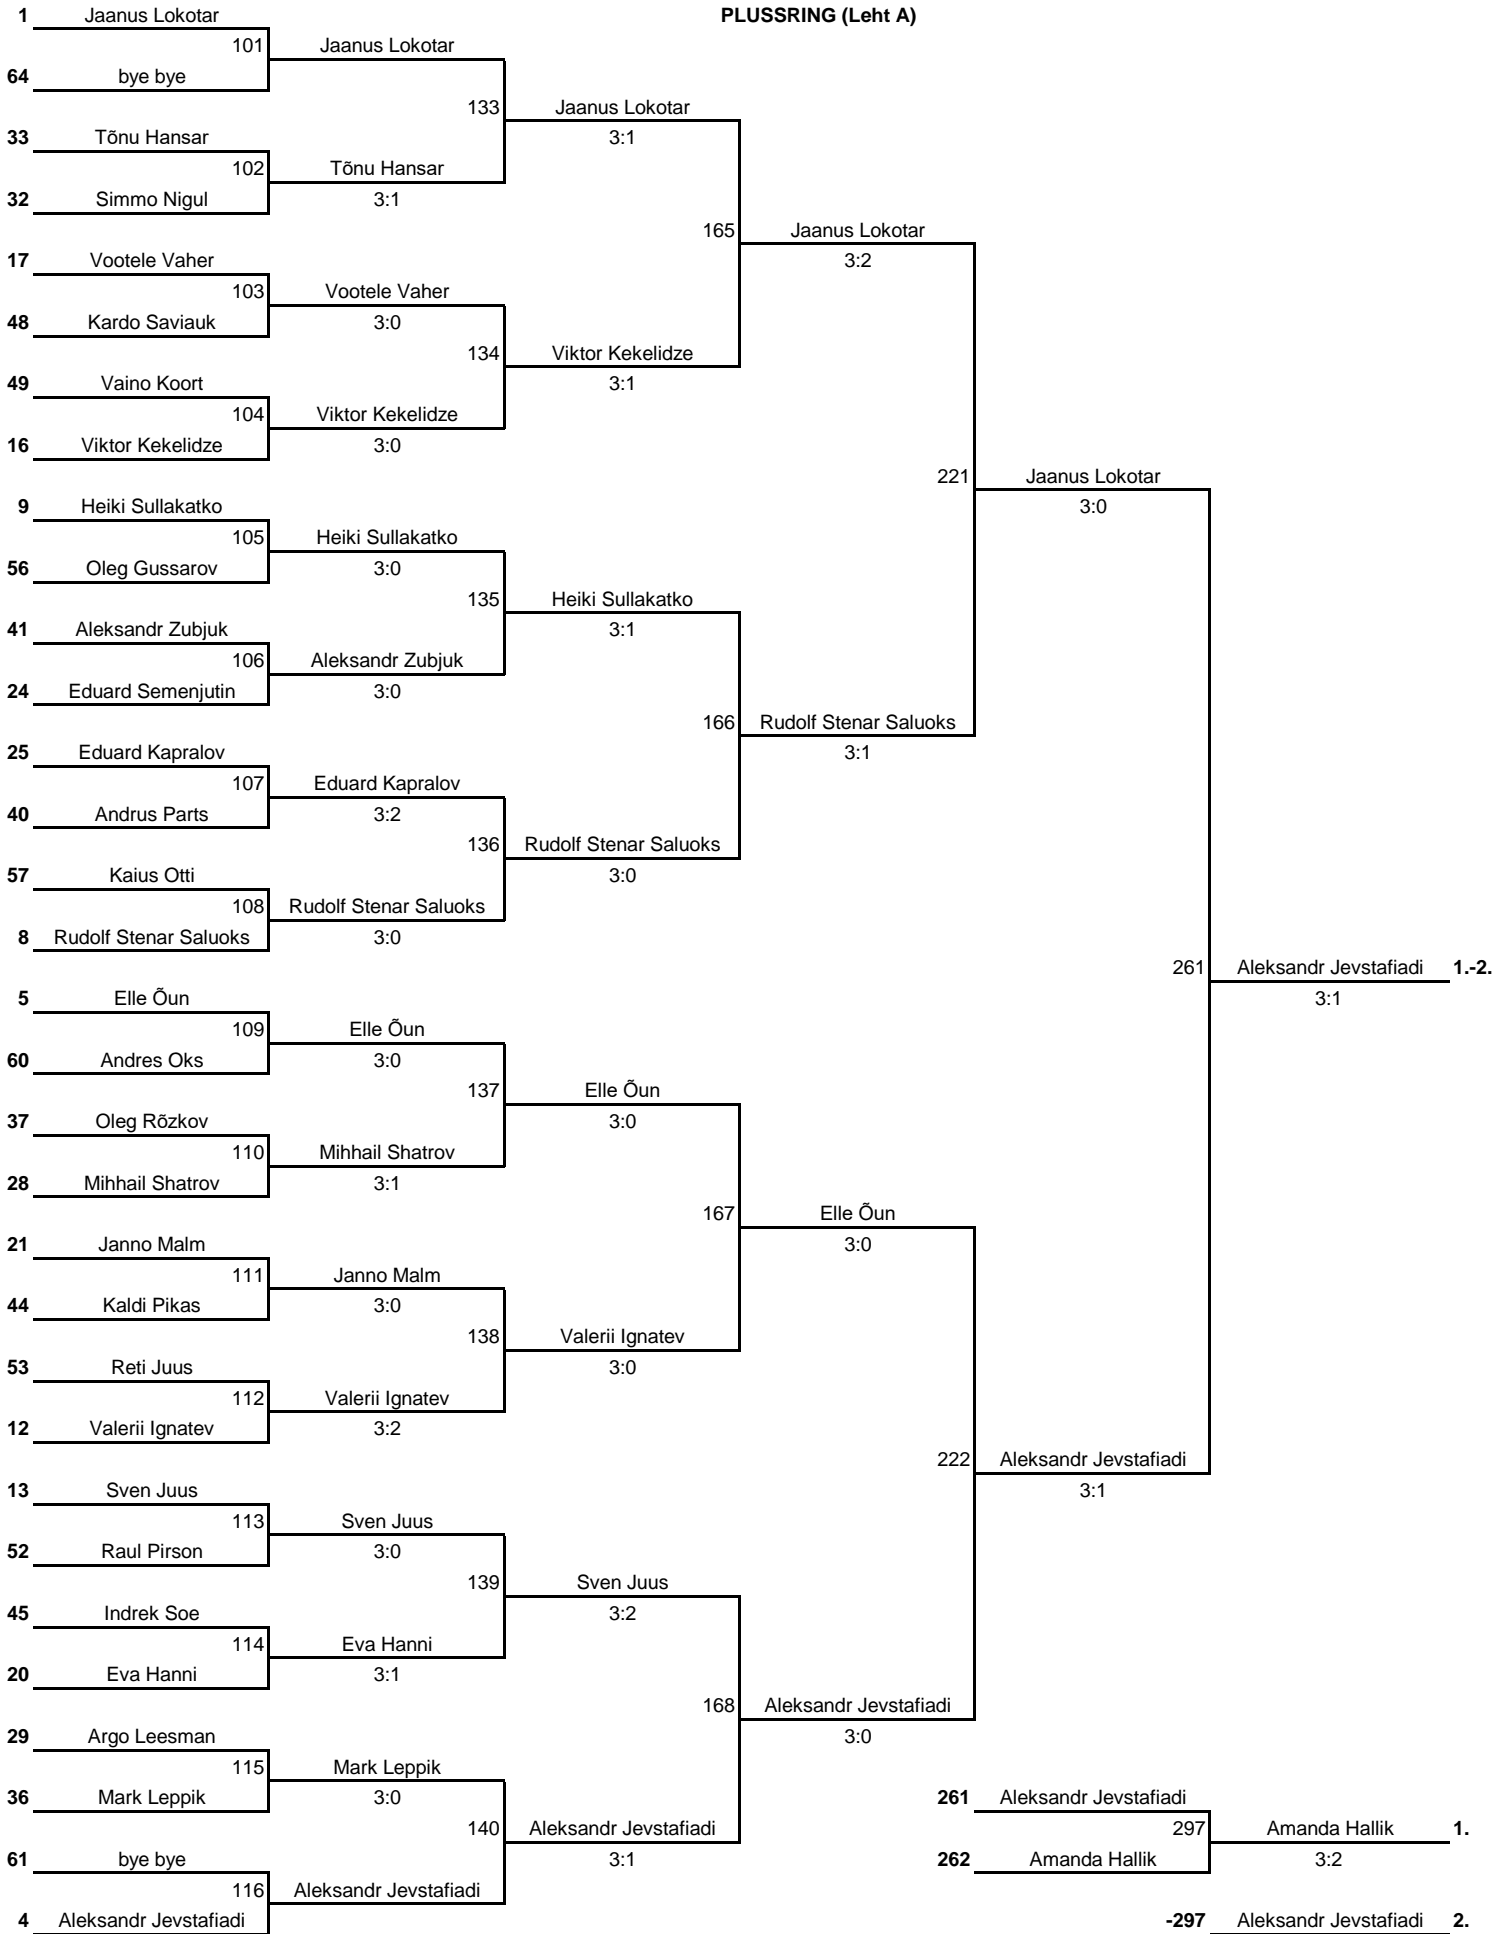 PLUSSRING (Leht A)
1 Jaanus Lokotar
101 Jaanus Lokotar
64 bye bye
133 Jaanus Lokotar
33 Tõnu Hansar 3:1
102 Tõnu Hansar
32 Simmo Nigul 3:1
165 Jaanus Lokotar
17 Vootele Vaher 3:2
103 Vootele Vaher
48 Kardo Saviauk 3:0
134 Viktor Kekelidze
49 Vaino Koort 3:1
104 Viktor Kekelidze
16 Viktor Kekelidze 3:0
221 Jaanus Lokotar
9 Heiki Sullakatko 3:0
105 Heiki Sullakatko
56 Oleg Gussarov 3:0
135 Heiki Sullakatko
41 Aleksandr Zubjuk 3:1
106 Aleksandr Zubjuk
24 Eduard Semenjutin 3:0
166 Rudolf Stenar Saluoks
25 Eduard Kapralov 3:1
107 Eduard Kapralov
40 Andrus Parts 3:2
136 Rudolf Stenar Saluoks
57 Kaius Otti 3:0
108 Rudolf Stenar Saluoks
8 Rudolf Stenar Saluoks 3:0
261 Aleksandr Jevstafiadi 1.-2.
5 Elle Õun 3:1
109 Elle Õun
60 Andres Oks 3:0
137 Elle Õun
37 Oleg Rõzkov 3:0
110 Mihhail Shatrov
28 Mihhail Shatrov 3:1
167 Elle Õun
21 Janno Malm 3:0
111 Janno Malm
44 Kaldi Pikas 3:0
138 Valerii Ignatev
53 Reti Juus 3:0
112 Valerii Ignatev
12 Valerii Ignatev 3:2
222 Aleksandr Jevstafiadi
13 Sven Juus 3:1
113 Sven Juus
52 Raul Pirson 3:0
139 Sven Juus
45 Indrek Soe 3:2
114 Eva Hanni
20 Eva Hanni 3:1
168 Aleksandr Jevstafiadi
29 Argo Leesman 3:0
115 Mark Leppik
36 Mark Leppik 3:0 261 Aleksandr Jevstafiadi
140 Aleksandr Jevstafiadi 297 Amanda Hallik 1.
61 bye bye 3:1 262 Amanda Hallik 3:2
116 Aleksandr Jevstafiadi
4 Aleksandr Jevstafiadi -297 Aleksandr Jevstafiadi 2.